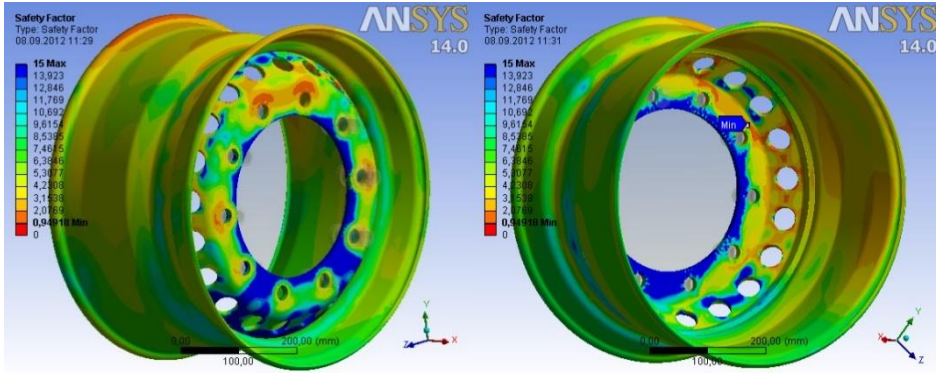 Safety Factor
Type: Safety Factor
08.09.2012 11:29
15 Max
13,923
12,846
11,769
10,692
9,6154
8,5385
7,4615
6,3846
5,3077
4,2308
3,1538
2,0769
0,94918 Min
0
ANSYS
14.0
Y
X
Z
0,00
200,00 (mm)
100,00
Safety Factor
Type: Safety Factor
08.09.2012 11:31
15 Max
13,923
12,846
11,769
10,692
9,6154
8,5385
7,4615
6,3846
5,3077
4,2308
3,1538
2,0769
0,94918 Min
0
ANSYS
14.0
Min
Y
X
Z
0,00
200,00 (mm)
100,00